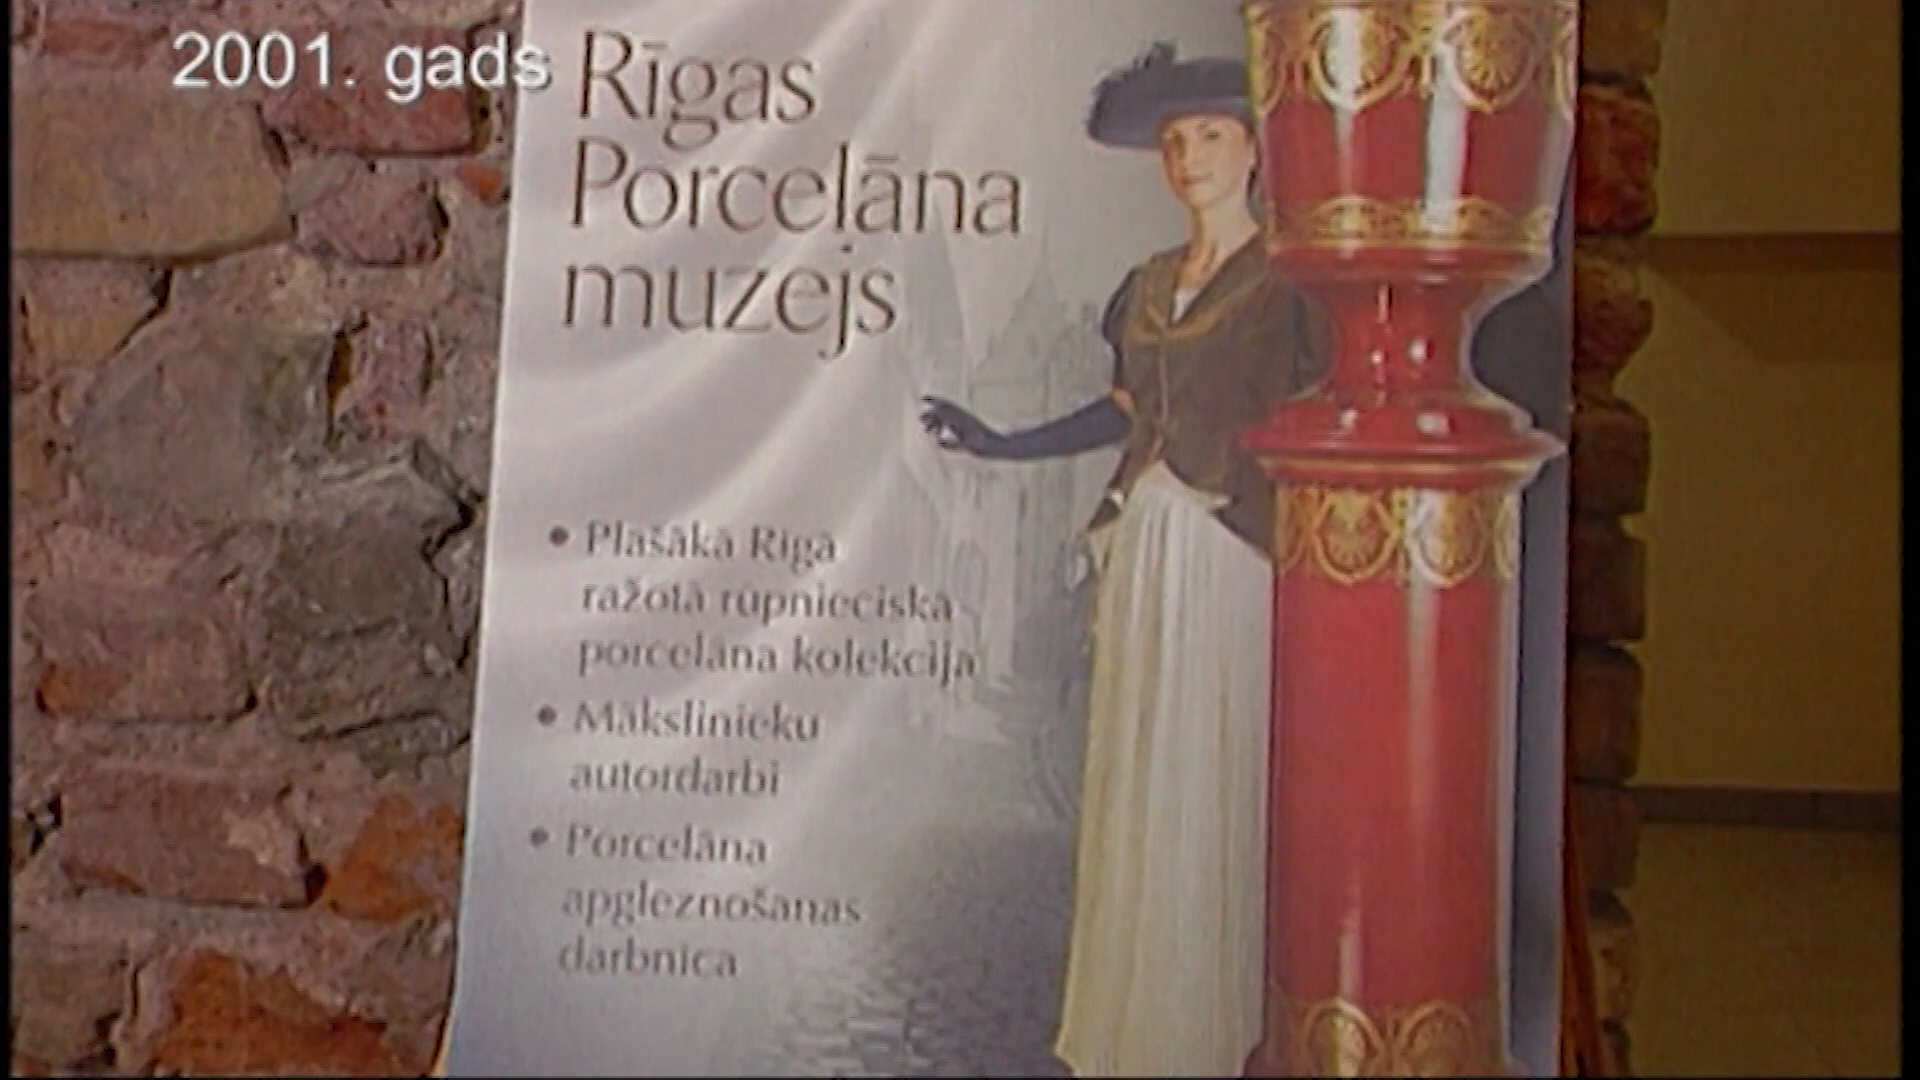 2001. gads
Rīgas
Porcelāna
muzejs
• Plašākā Rīgā
ražotā rūpnieciskā
porcelāna kolekcija
• Mākslinieku
autordarbi
• Porcelāna
apgleznošanas
darbnīca